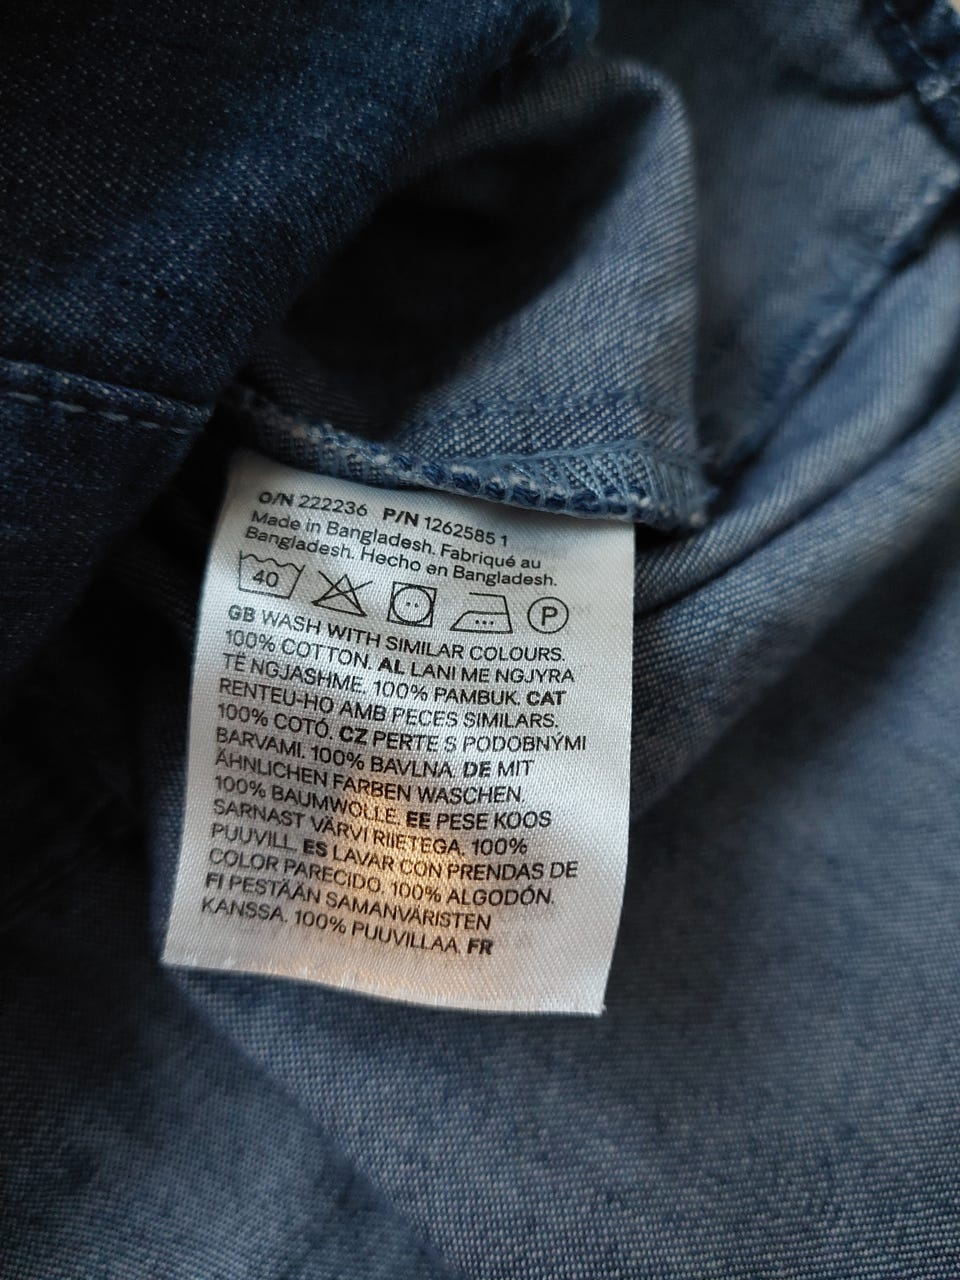 O/N 222236 P/N 1262585 1
Made in Bangladesh. Fabriqué au
Bangladesh. Hecho en Bangladesh.
40 P
GB WASH WITH SIMILAR COLOURS.
100% COTTON. AL LANI ME NGJYRA
TË NGJASHME. 100% PAMBUK. CAT
RENTEU-HO AMB PECES SIMILARS.
100% COTÓ. CZ PERTE S PODOBNÝMI
BARVAMI. 100% BAVLNA. DE MIT
ÄHNLICHEN FARBEN WASCHEN.
100% BAUMWOLLE. EE PESE KOOS
SARNAST VÄRVI RIIETEGA. 100%
PUUVILL. ES LAVAR CON PRENDAS DE
COLOR PARECIDO. 100% ALGODÓN.
FI PESTÄÄN SAMANVÄRISTEN
KANSSA. 100% PUUVILLAA. FR